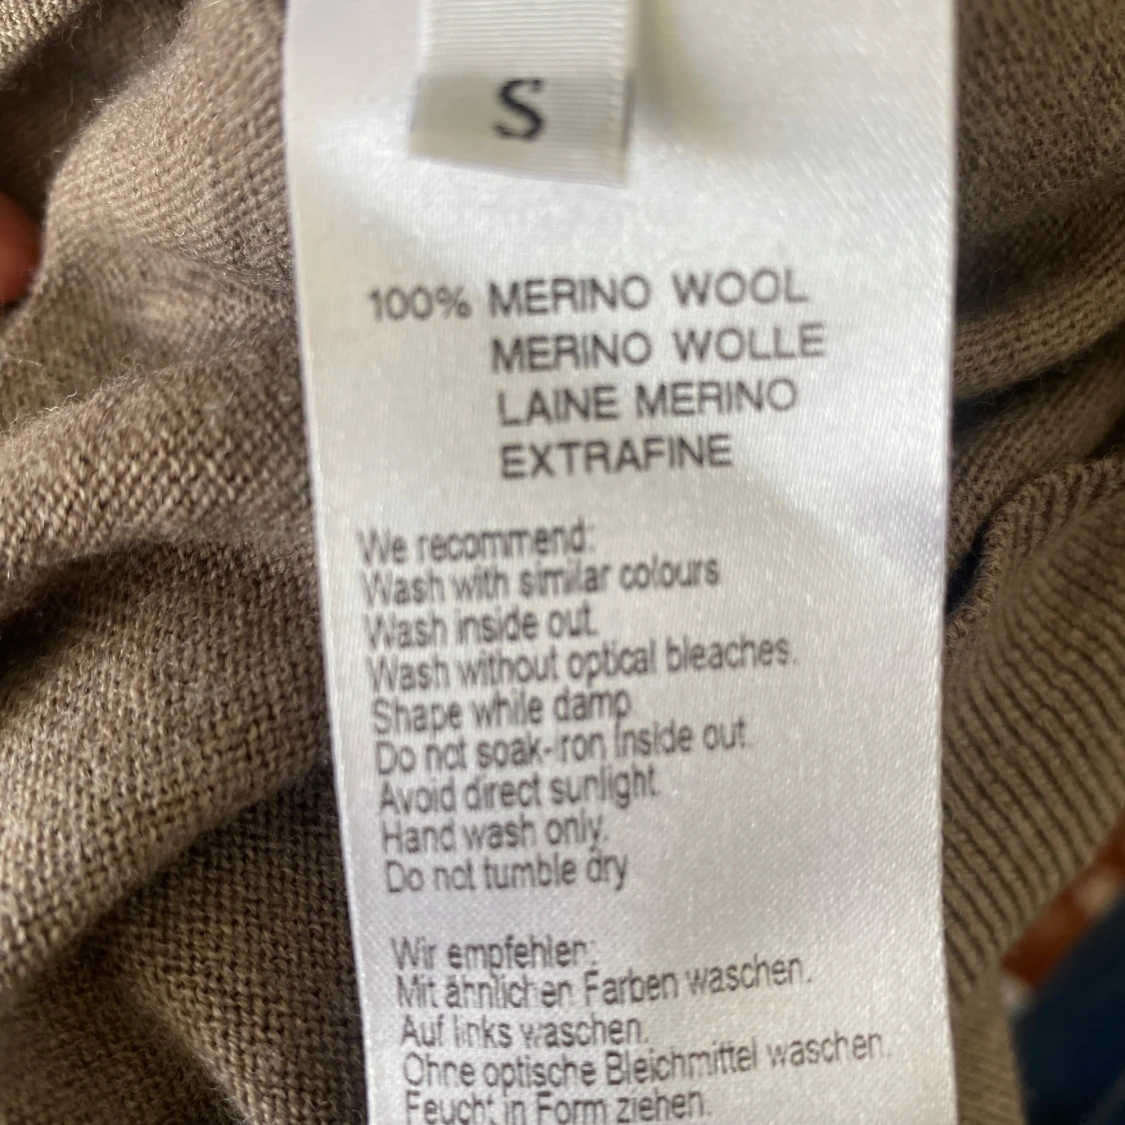 S
100% MERINO WOOL
MERINO WOLLE
LAINE MERINO
EXTRAFINE
We recommend:
Wash with similar colours
Wash inside out.
Wash without optical bleaches.
Shape while damp
Do not soak-iron inside out.
Avoid direct sunlight.
Hand wash only.
Do not tumble dry
Wir empfehlen:
Mit ähnlichen Farben waschen.
Auf links waschen.
Ohne optische Bleichmittel waschen.
Feucht in Form ziehen.